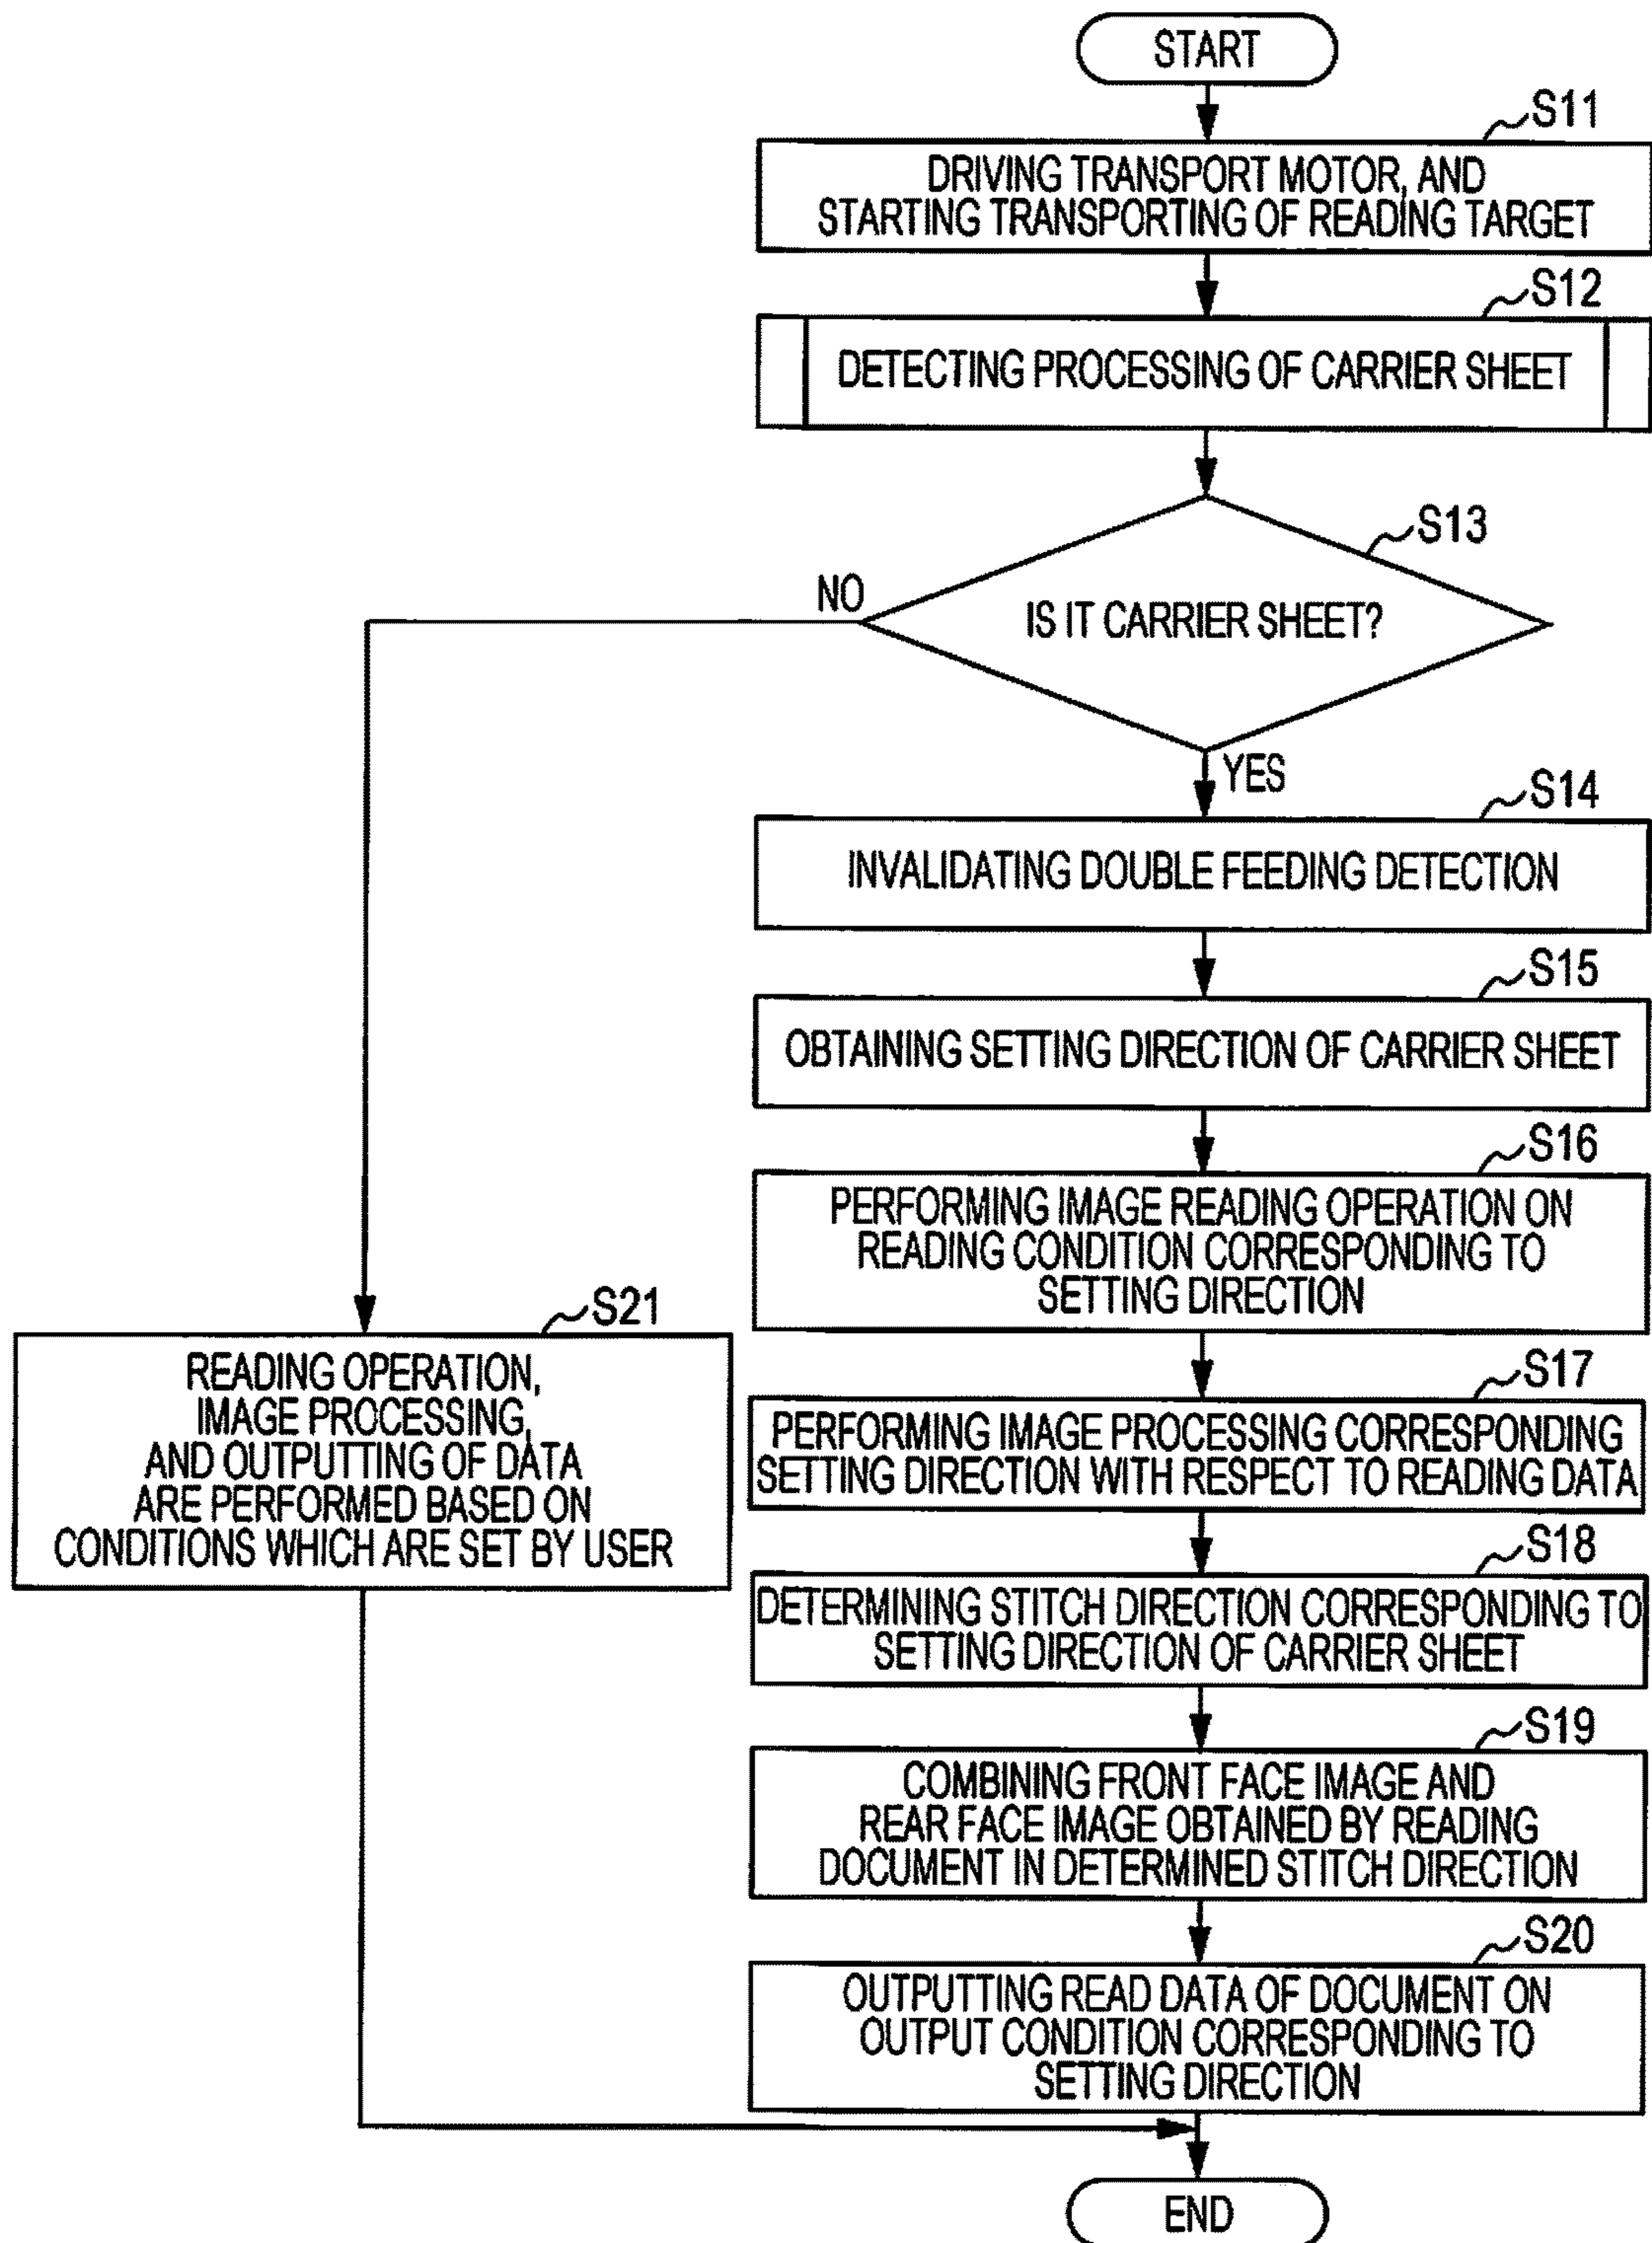 START
S11
DRIVING TRANSPORT MOTOR, AND
STARTING TRANSPORTING OF READING TARGET
S12
DETECTING PROCESSING OF CARRIER SHEET
S13
NO
IS IT CARRIER SHEET?
YES
S14
INVALIDATING DOUBLE FEEDING DETECTION
S15
OBTAINING SETTING DIRECTION OF CARRIER SHEET
S16
PERFORMING IMAGE READING OPERATION ON
READING CONDITION CORRESPONDING TO
SETTING DIRECTION
S21
READING OPERATION,
IMAGE PROCESSING,
AND OUTPUTTING OF DATA
ARE PERFORMED BASED ON
CONDITIONS WHICH ARE SET BY USER
S17
PERFORMING IMAGE PROCESSING CORRESPONDING
SETTING DIRECTION WITH RESPECT TO READING DATA
S18
DETERMINING STITCH DIRECTION CORRESPONDING TO
SETTING DIRECTION OF CARRIER SHEET
S19
COMBINING FRONT FACE IMAGE AND
REAR FACE IMAGE OBTAINED BY READING
DOCUMENT IN DETERMINED STITCH DIRECTION
S20
OUTPUTTING READ DATA OF DOCUMENT ON
OUTPUT CONDITION CORRESPONDING TO
SETTING DIRECTION
END